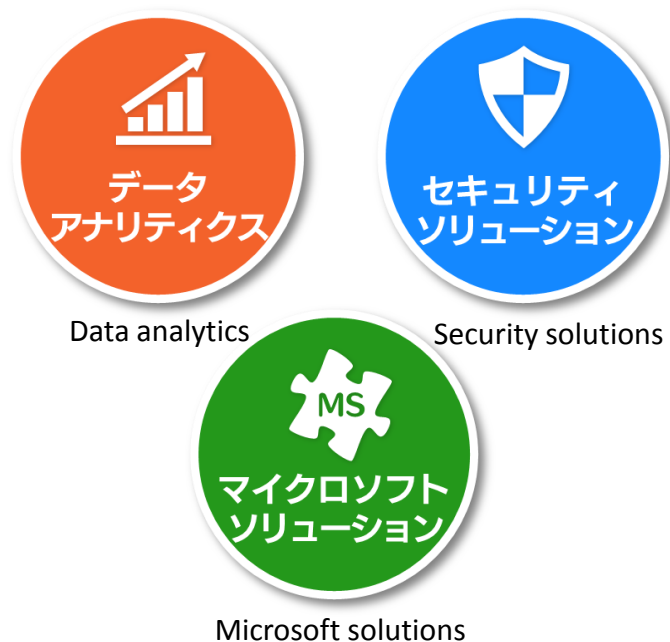 データ
アナリティクス
Data analytics
セキュリティ
ソリューション
Security solutions
MS
マイクロソフト
ソリューション
Microsoft solutions